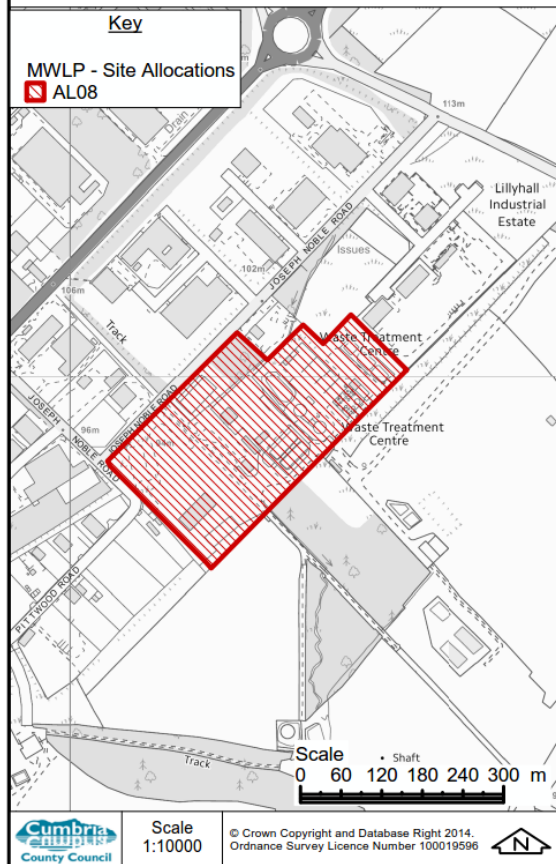 Key
MWLP - Site Allocations
AL08
Drain
113m
Lillyhall
Industrial
Estate
JOSEPH NOBLE ROAD
Issues
102m
106m
Track
Waste Treatment
Centre
JOSEPH NOBLE ROAD
JOSEPH NOBLE ROAD
96m
94m
Waste Treatment
Centre
PITTWOOD ROAD
Track
Shaft
Scale
0 60 120 180 240 300 m
Cumbria
County Council
Scale
1:10000
© Crown Copyright and Database Right 2014.
Ordnance Survey Licence Number 100019596
N